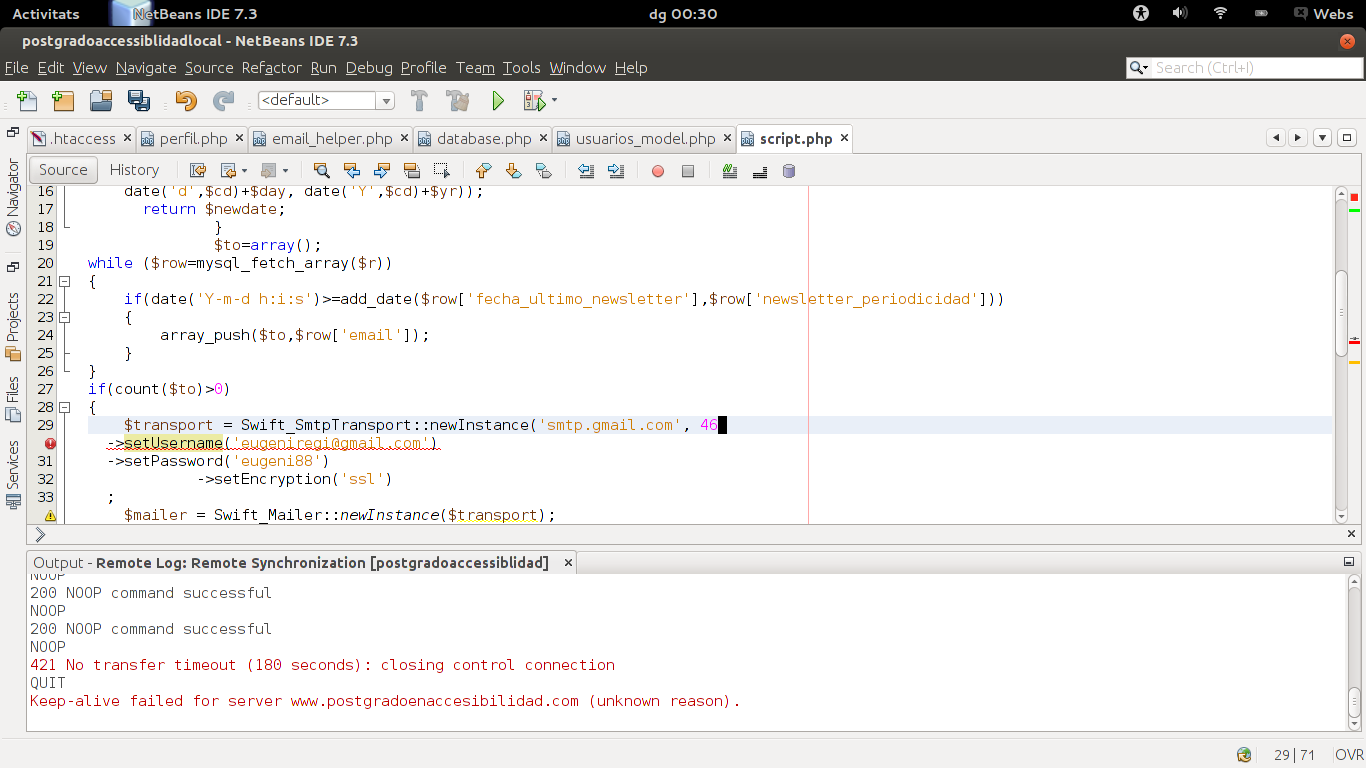 Activitats NetBeans IDE 7.3 dg 00:30 Webs
postgradoaccessiblidadlocal - NetBeans IDE 7.3
File Edit View Navigate Source Refactor Run Debug Profile Team Tools Window Help Search (Ctrl+I)
<default>
.htaccess perfil.php email_helper.php database.php usuarios_model.php script.php
Source History
Navigator
Projects
Files
Services
16 date('d',$cd)+$day, date('Y',$cd)+$yr));
17 return $newdate;
18 }
19 $to=array();
20 while ($row=mysql_fetch_array($r))
21 {
22 if(date('Y-m-d h:i:s')>=add_date($row['fecha_ultimo_newsletter'],$row['newsletter_periodicidad']))
23 {
24 array_push($to,$row['email']);
25 }
26 }
27 if(count($to)>0)
28 {
29 $transport = Swift_SmtpTransport::newInstance('smtp.gmail.com', 46
->setUsername('eugeniregi@gmail.com')
31 ->setPassword('eugeni88')
32 ->setEncryption('ssl')
33 ;
$mailer = Swift_Mailer::newInstance($transport);
Output - Remote Log: Remote Synchronization [postgradoaccessiblidad]
NOOP
200 NOOP command successful
NOOP
200 NOOP command successful
NOOP
421 No transfer timeout (180 seconds): closing control connection
QUIT
Keep-alive failed for server www.postgradoenaccesibilidad.com (unknown reason).
29|71 OVR